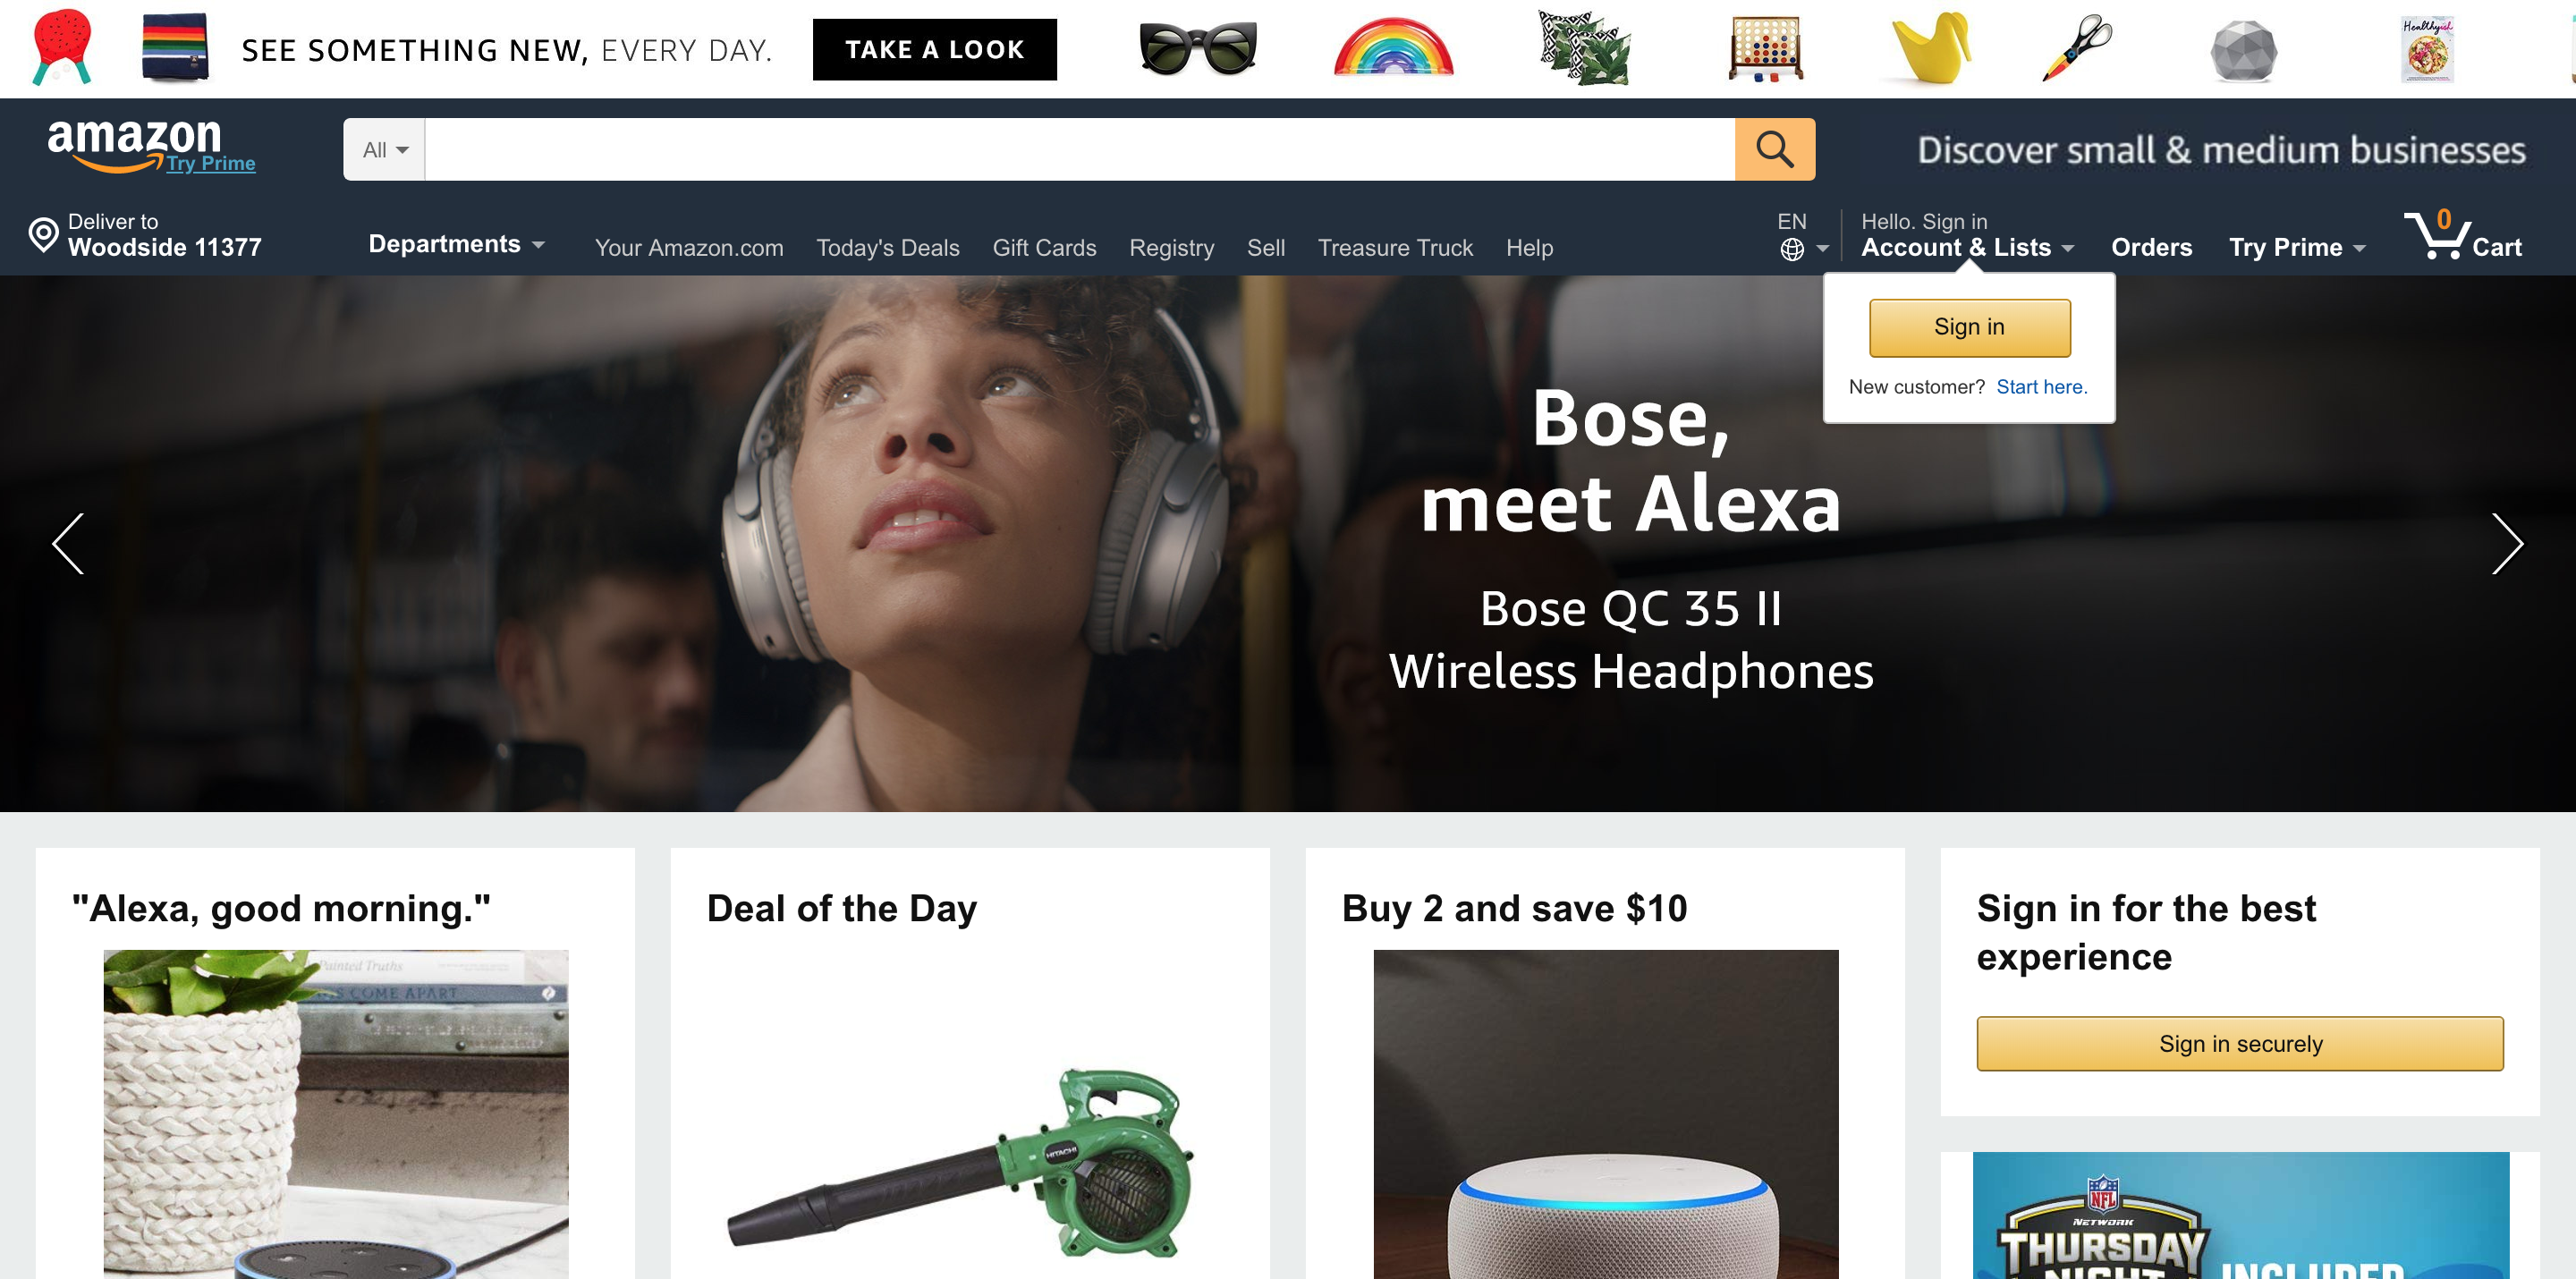 SEE SOMETHING NEW, EVERY DAY.
TAKE A LOOK
Healthyish
amazon
Try Prime
All
Discover small & medium businesses
Deliver to
Woodside 11377
Departments
Your Amazon.com
Today's Deals
Gift Cards
Registry
Sell
Treasure Truck
Help
EN
Hello. Sign in
Account & Lists
Orders
Try Prime
0
Cart
Sign in
New customer? Start here.
Bose,
meet Alexa
Bose QC 35 II
Wireless Headphones
"Alexa, good morning."
Painted Truths
COME APART
Deal of the Day
HITACHI
Buy 2 and save $10
Sign in for the best
experience
Sign in securely
NFL
NETWORK
THURSDAY
NIGHT
INCLUDED